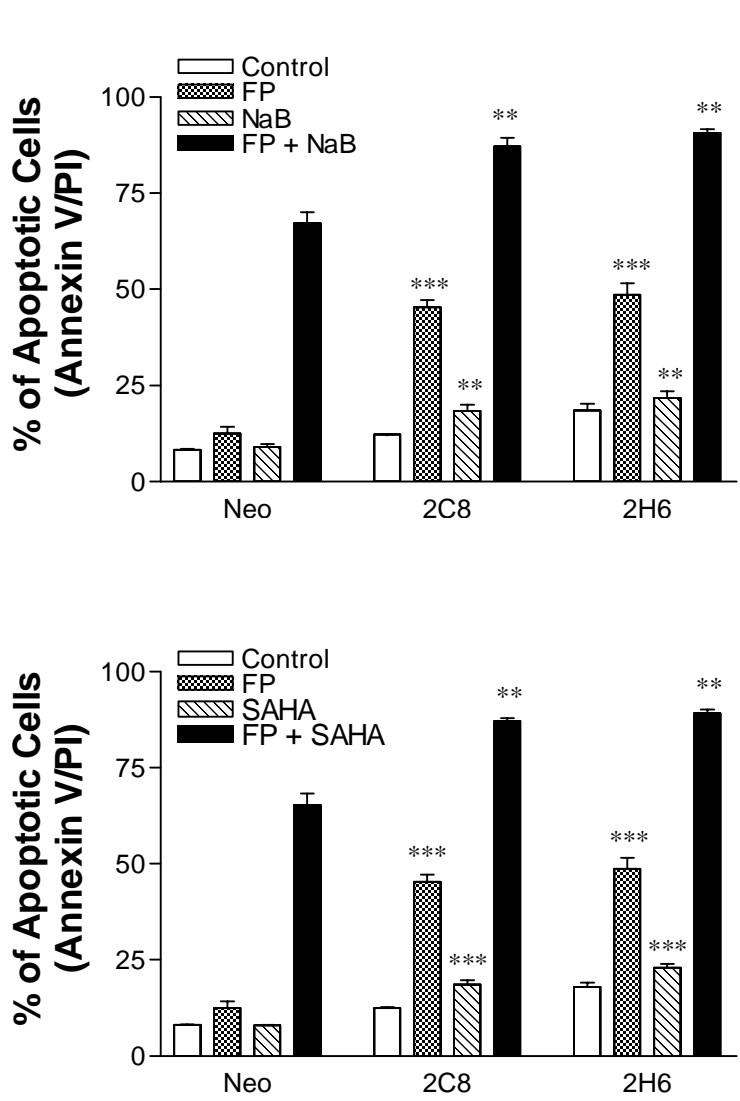 Control
FP
NaB
FP + NaB
% of Apoptotic Cells
(Annexin V/PI)
100
75
50
25
0
**
**
***
***
**
**
Neo 2C8 2H6
Control
FP
SAHA
FP + SAHA
% of Apoptotic Cells
(Annexin V/PI)
100
75
50
25
0
**
**
***
***
***
***
Neo 2C8 2H6